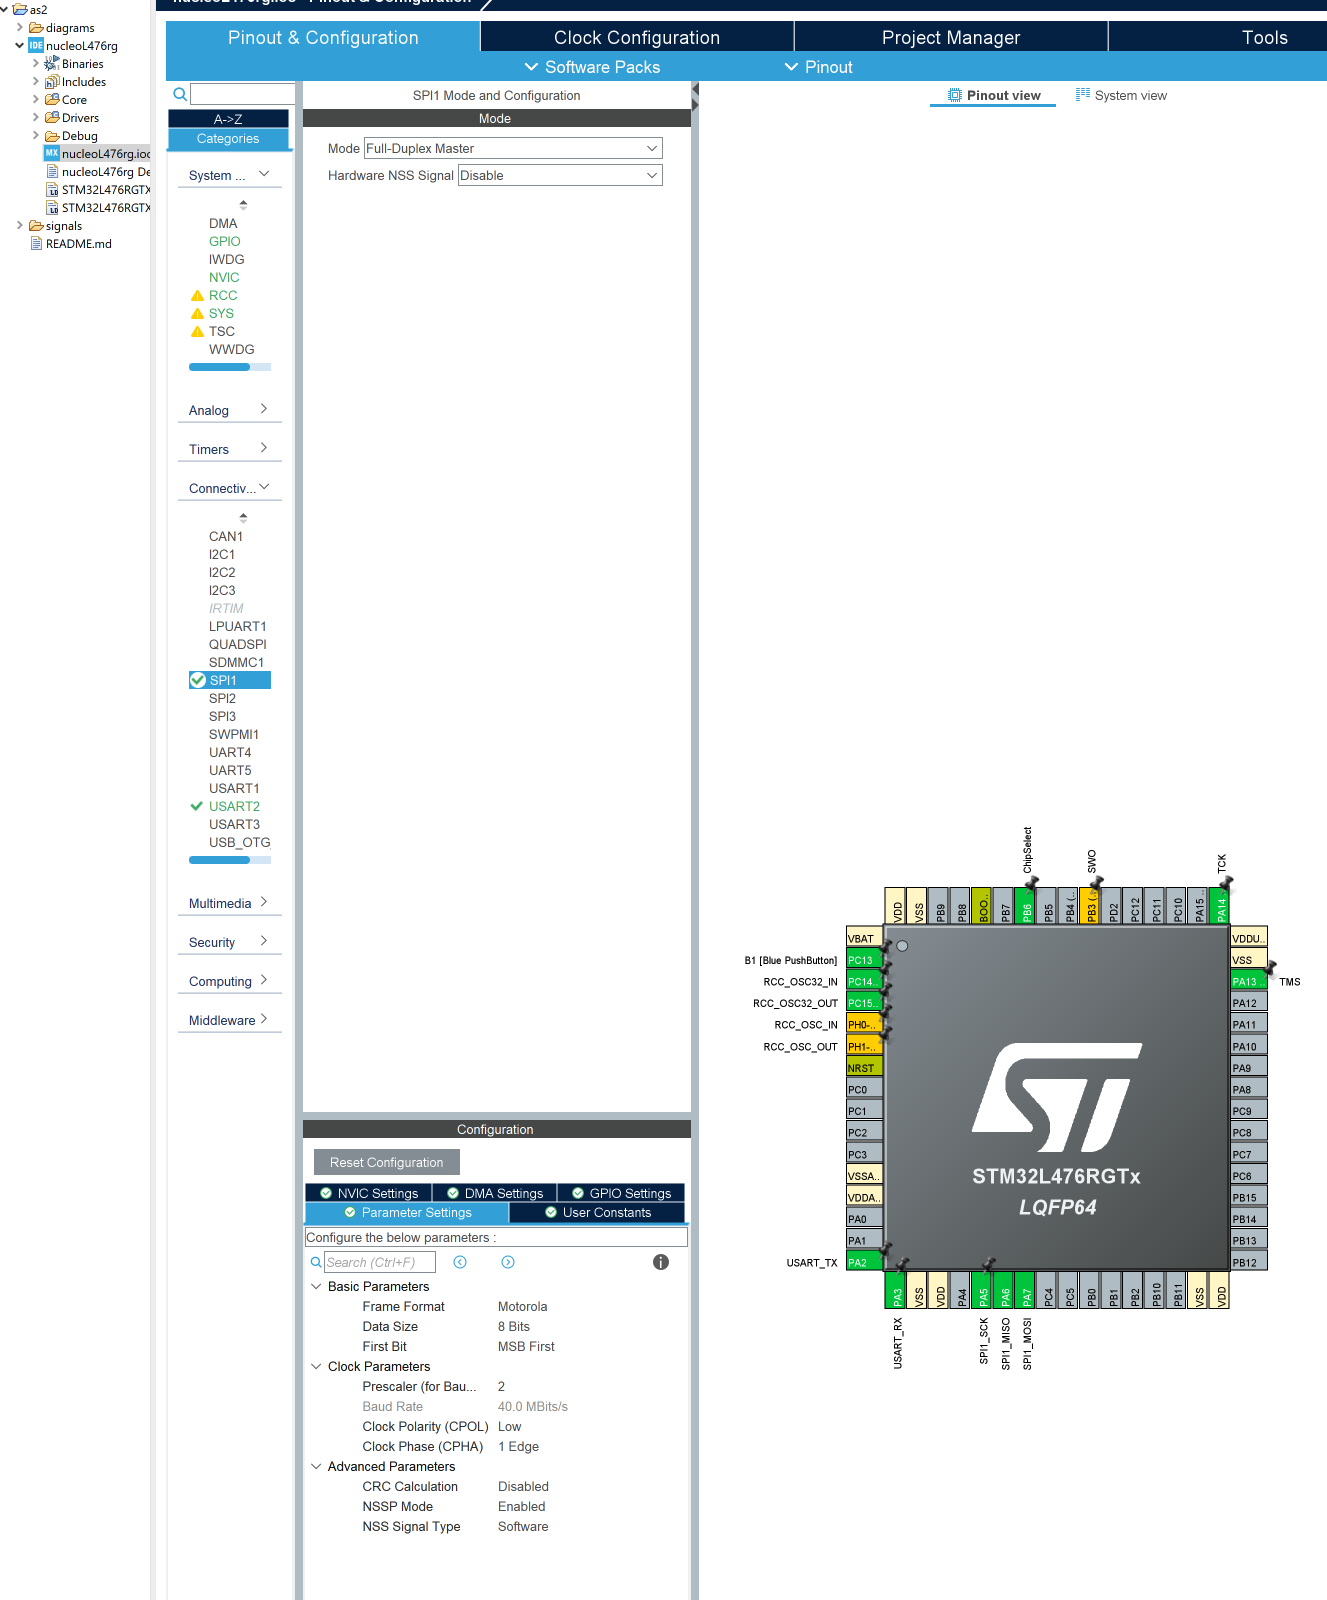 as2
diagrams
nucleoL476rg
Binaries
Includes
Core
Drivers
Debug
nucleoL476rg.ioc
nucleoL476rg De
STM32L476RGTX
STM32L476RGTX
signals
README.md
Pinout & Configuration
Clock Configuration
Project Manager
Tools
Software Packs
Pinout
A->Z
Categories
System ...
DMA
GPIO
IWDG
NVIC
RCC
SYS
TSC
WWDG
Analog
Timers
Connectiv...
CAN1
I2C1
I2C2
I2C3
IRTIM
LPUART1
QUADSPI
SDMMC1
SPI1
SPI2
SPI3
SWPMI1
UART4
UART5
USART1
USART2
USART3
USB_OTG
Multimedia
Security
Computing
Middleware
SPI1 Mode and Configuration
Mode
Mode Full-Duplex Master
Hardware NSS Signal Disable
Configuration
Reset Configuration
NVIC Settings
DMA Settings
GPIO Settings
Parameter Settings
User Constants
Configure the below parameters :
Search (Ctrl+F)
Basic Parameters
Frame Format Motorola
Data Size 8 Bits
First Bit MSB First
Clock Parameters
Prescaler (for Bau... 2
Baud Rate 40.0 MBits/s
Clock Polarity (CPOL) Low
Clock Phase (CPHA) 1 Edge
Advanced Parameters
CRC Calculation Disabled
NSSP Mode Enabled
NSS Signal Type Software
Pinout view
System view
ChipSelect
SWO
TCK
VDD
VSS
PB9
PB8
BOO..
PB7
PB6
PB5
PB4 (..
PB3 (..
PD2
PC12
PC11
PC10
PA15 ..
PA14 ..
VBAT
B1 [Blue PushButton] PC13
RCC_OSC32_IN PC14..
RCC_OSC32_OUT PC15..
RCC_OSC_IN PH0-..
RCC_OSC_OUT PH1-..
NRST
PC0
PC1
PC2
PC3
VSSA..
VDDA..
PA0
PA1
USART_TX PA2
STM32L476RGTx
LQFP64
VDDU..
VSS
PA13 .. TMS
PA12
PA11
PA10
PA9
PA8
PC9
PC8
PC7
PC6
PB15
PB14
PB13
PB12
PA3
VSS
VDD
PA4
PA5
PA6
PA7
PC4
PC5
PB0
PB1
PB2
PB10
PB11
VSS
VDD
USART_RX
SPI1_SCK
SPI1_MISO
SPI1_MOSI